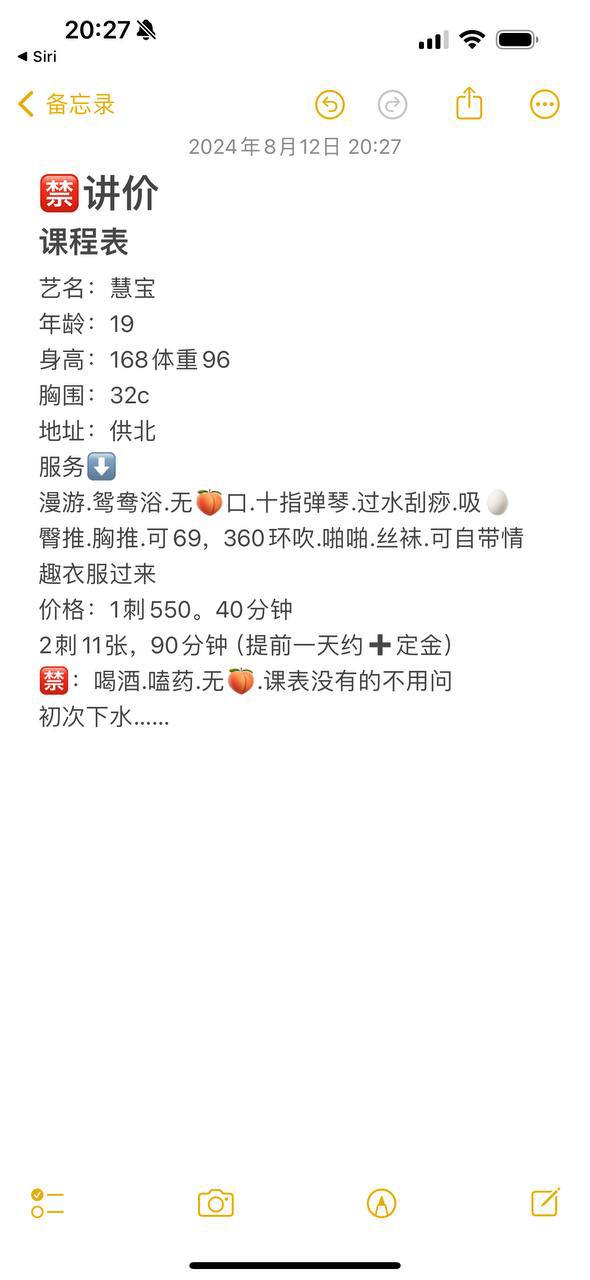 20:27
Siri
备忘录
2024年8月12日 20:27
🈲讲价
课程表
艺名：慧宝
年龄：19
身高：168体重96
胸围：32c
地址：供北
服务⬇️
漫游.鸳鸯浴.无🍑口.十指弹琴.过水刮痧.吸🥚
臀推.胸推.可69，360环吹.啪啪.丝袜.可自带情
趣衣服过来
价格：1刺550。40分钟
2刺11张，90分钟（提前一天约➕定金）
🈲：喝酒.嗑药.无🍑.课表没有的不用问
初次下水……